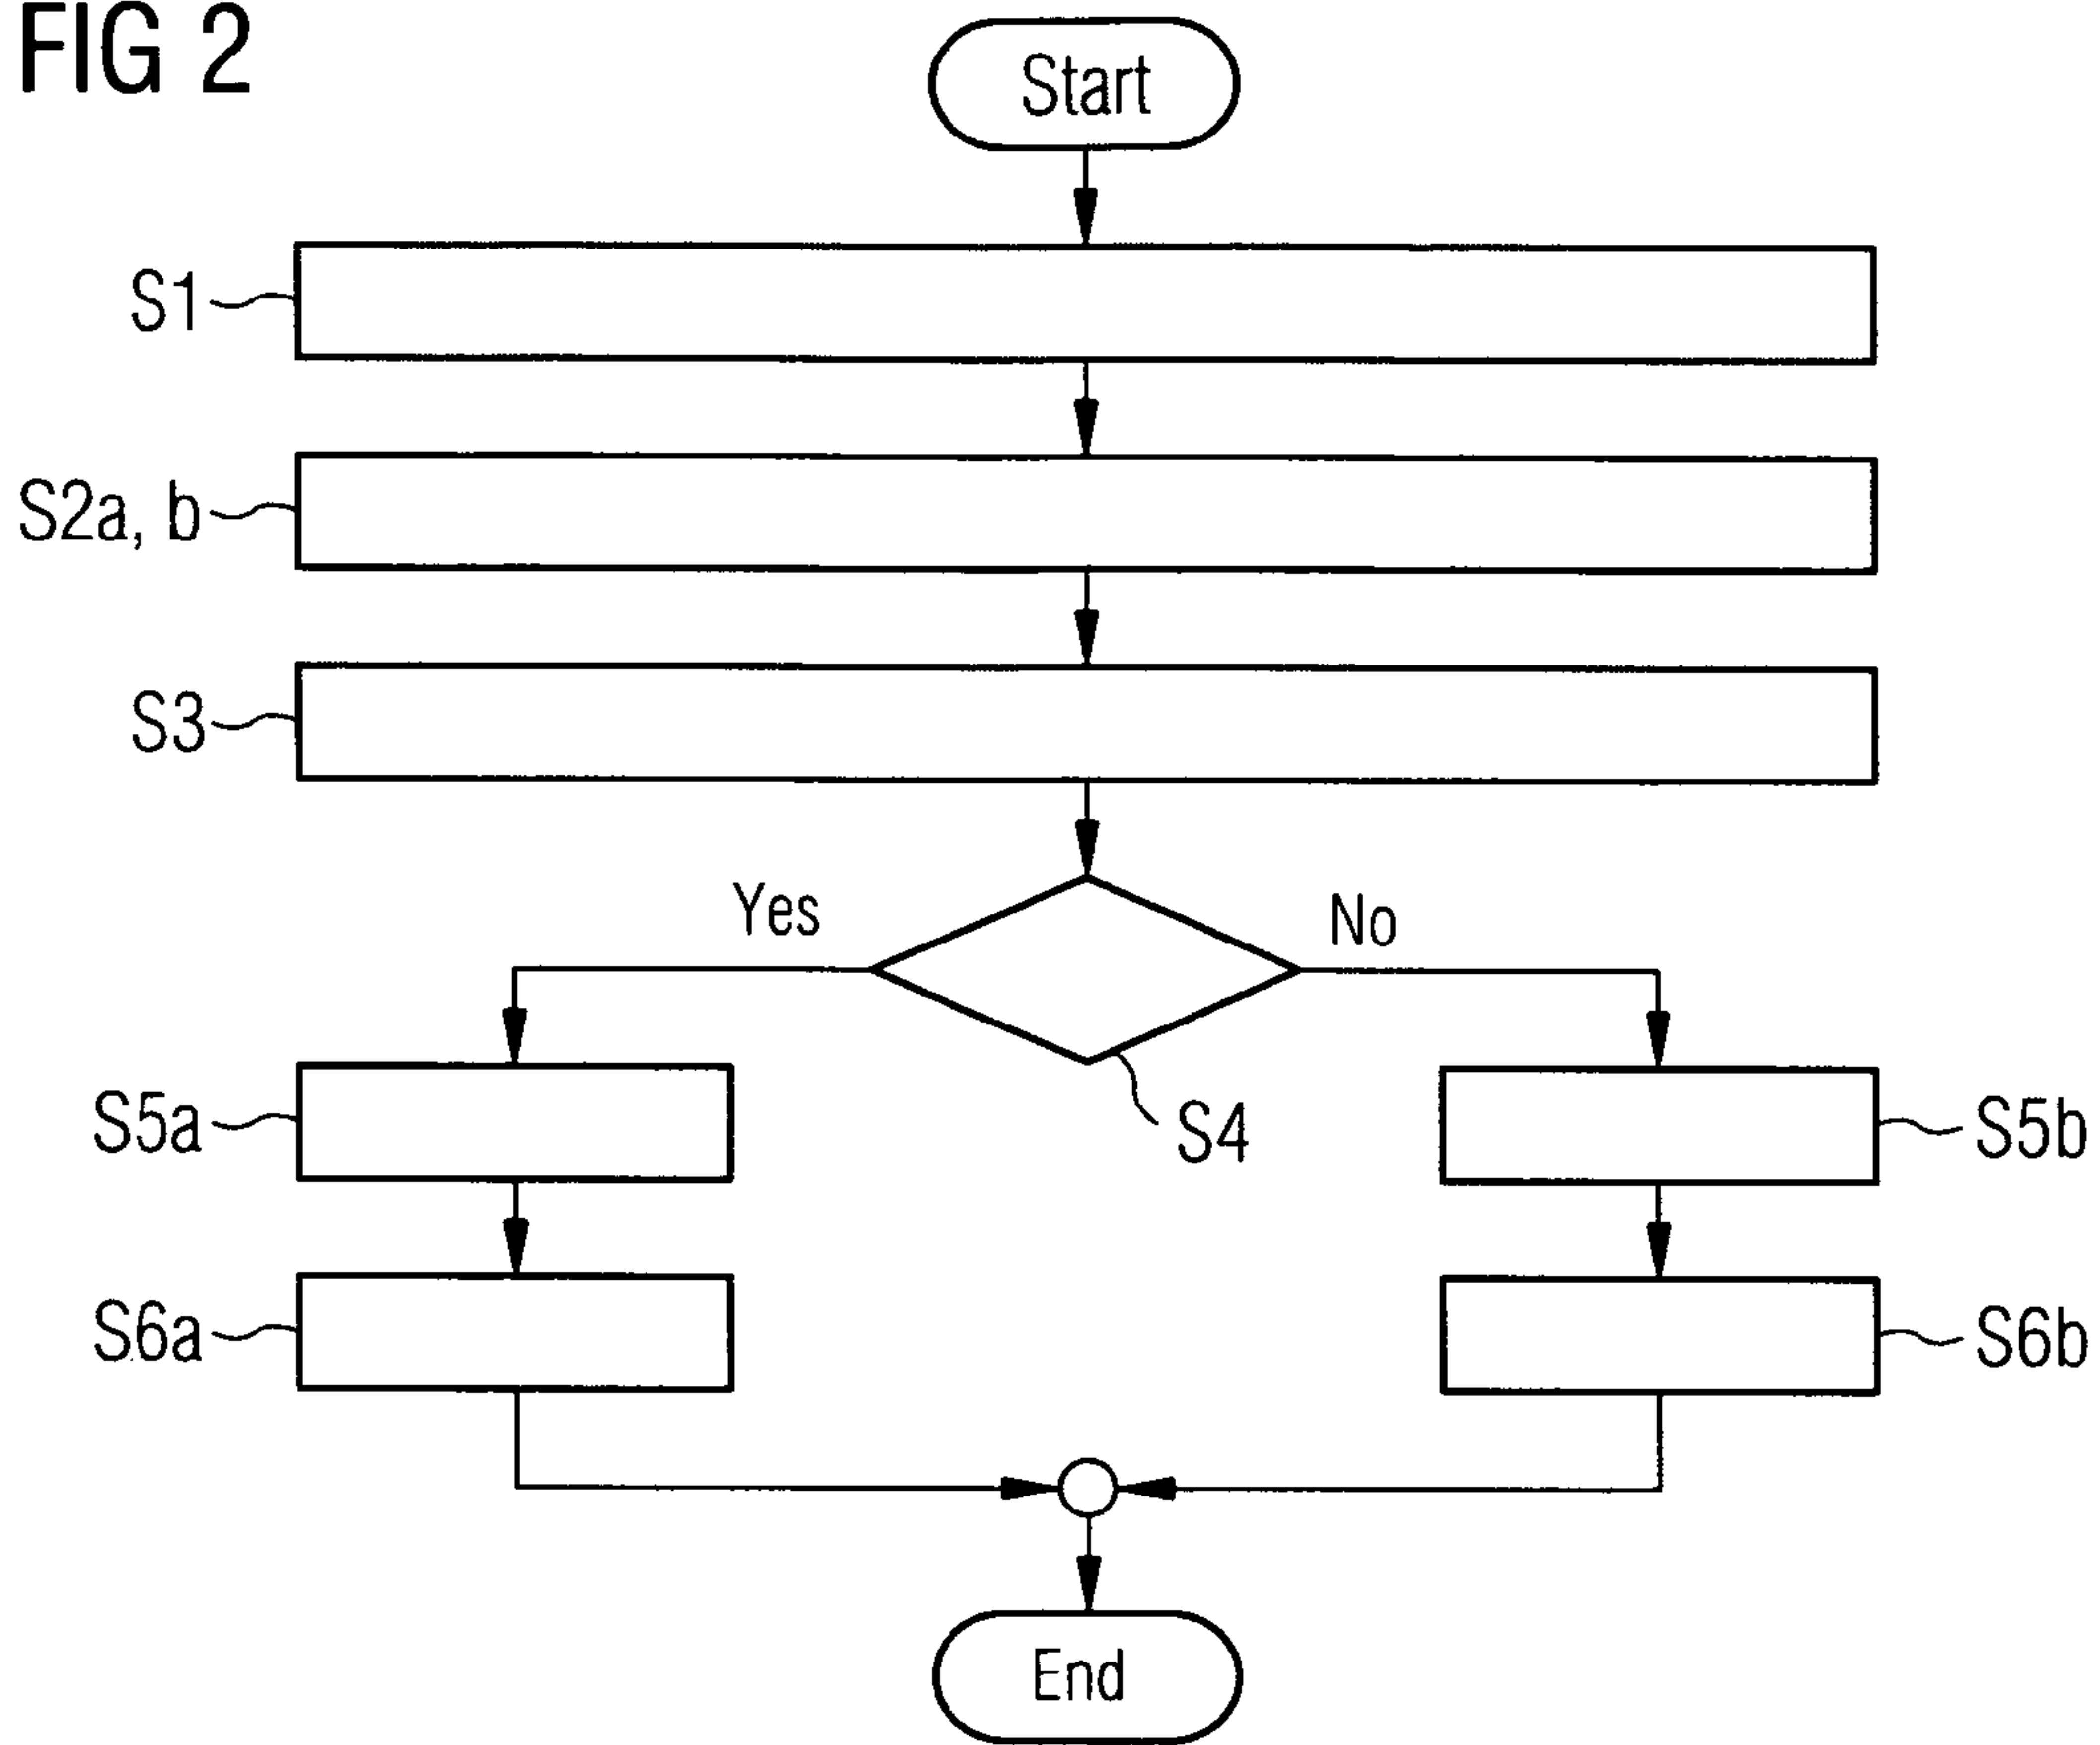 FIG 2
Start
S1
S2a, b
S3
Yes
No
S4
S5a
S5b
S6a
S6b
End